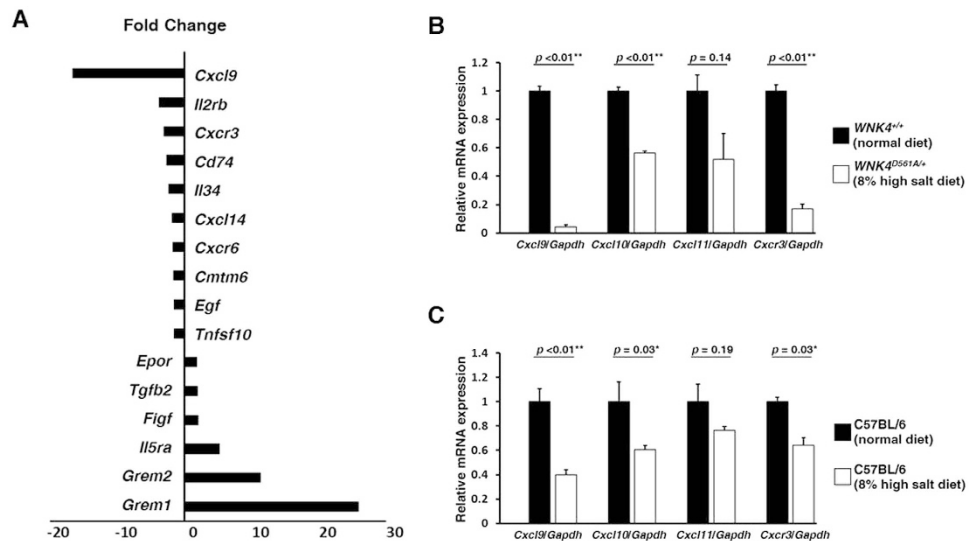 A
Fold Change
Cxcl9
Il2rb
Cxcr3
Cd74
Il34
Cxcl14
Cxcr6
Cmtm6
Egf
Tnfsf10
Epor
Tgfb2
Figf
Il5ra
Grem2
Grem1
-20 -10 0 10 20 30
B
p <0.01** p <0.01** p = 0.14 p <0.01**
Relative mRNA expression
1.2
1
0.8
0.6
0.4
0.2
0
Cxcl9/Gapdh Cxcl10/Gapdh Cxcl11/Gapdh Cxcr3/Gapdh
WNK4+/+
(normal diet)
WNK4D561A/+
(8% high salt diet)
C
p <0.01** p = 0.03* p = 0.19 p = 0.03*
Relative mRNA expression
1.4
1.2
1
0.8
0.6
0.4
0.2
0
Cxcl9/Gapdh Cxcl10/Gapdh Cxcl11/Gapdh Cxcr3/Gapdh
C57BL/6
(normal diet)
C57BL/6
(8% high salt diet)